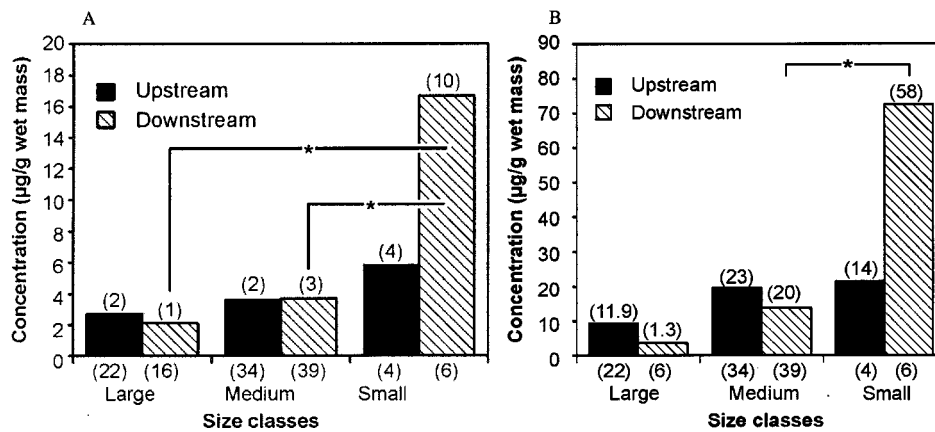 A
Concentration (µg/g wet mass)
20
18
16
14
12
10
8
6
4
2
0
Upstream
Downstream
*
*
(2)
(1)
(2)
(3)
(4)
(10)
(22) (16) (34) (39) (4) (6)
Large Medium Small
Size classes
B
Concentration (µg/g wet mass)
90
80
70
60
50
40
30
20
10
0
Upstream
Downstream
*
(11.9)
(1.3)
(23)
(20)
(14)
(58)
(22) (6) (34) (39) (4) (6)
Large Medium Small
Size classes